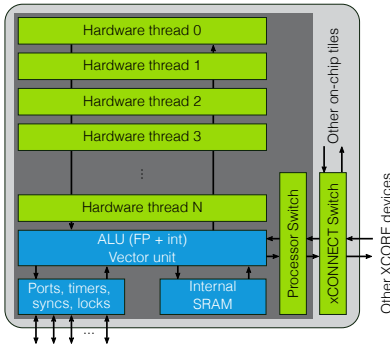 Hardware thread 0
Hardware thread 1
Hardware thread 2
Hardware thread 3
...
Hardware thread N
ALU (FP + int)
Vector unit
Ports, timers,
syncs, locks
Internal
SRAM
...
Processor Switch
xCONNECT Switch
Other on-chip tiles
Other XCORE devices